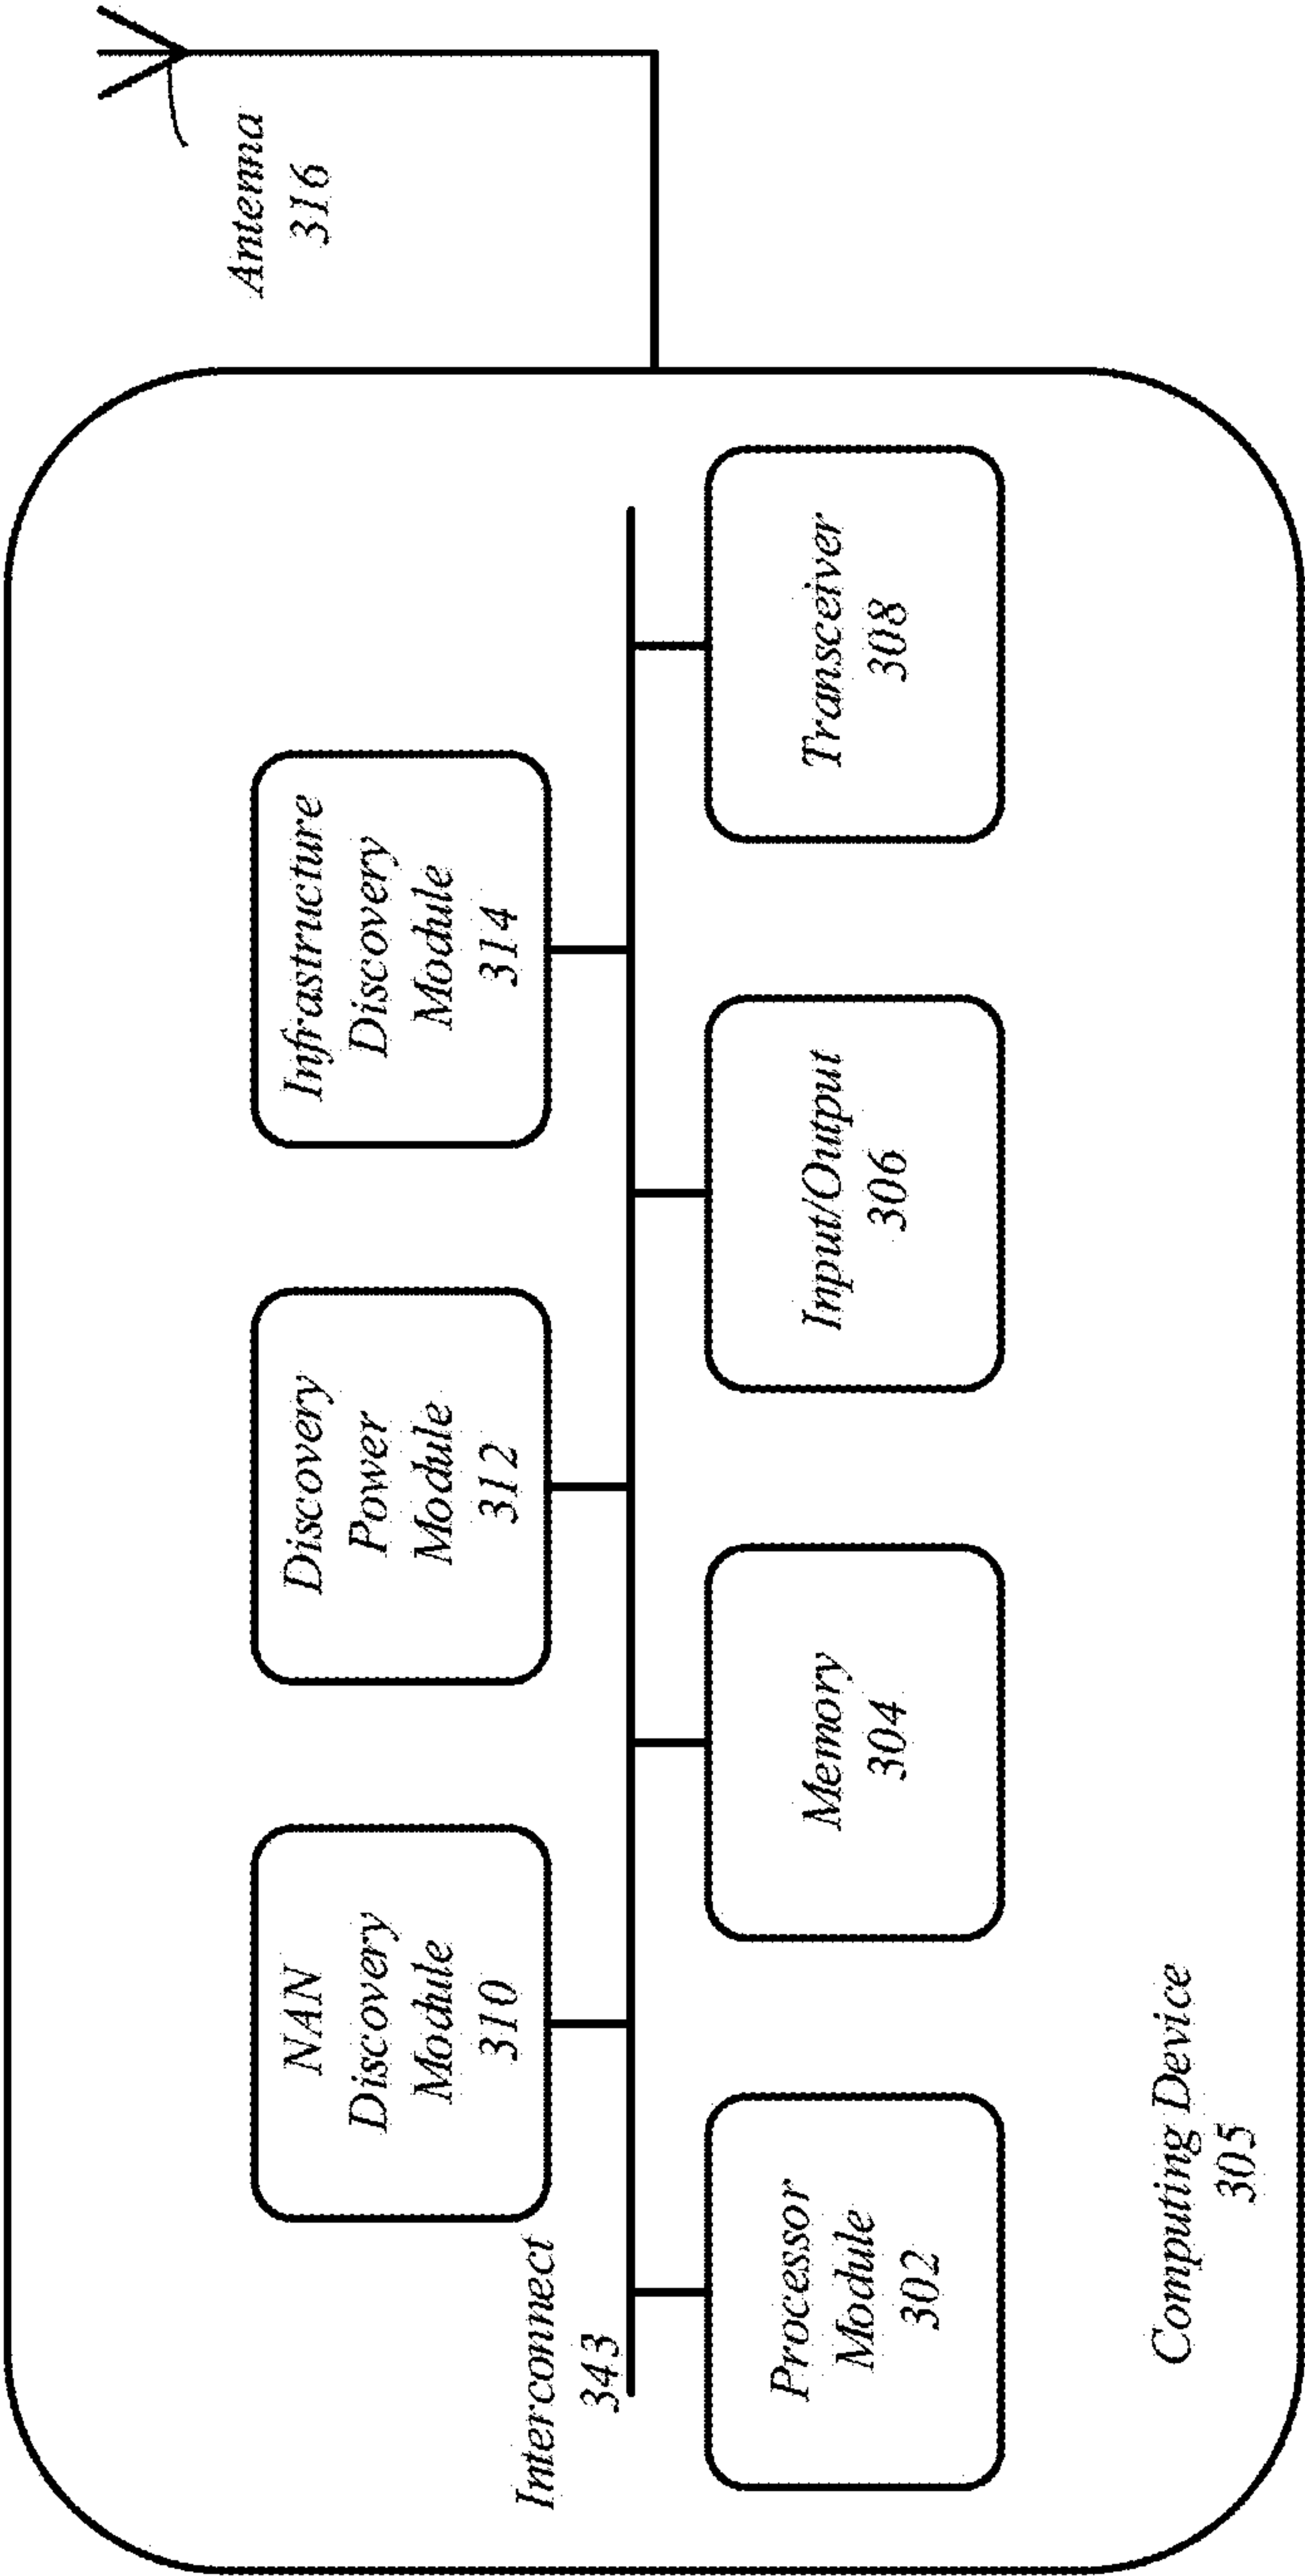 Antenna
316
NAN
Discovery
Module
310
Discovery
Power
Module
312
Infrastructure
Discovery
Module
314
Interconnect
343
Processor
Module
302
Memory
304
Input/Output
306
Transceiver
308
Computing Device
305